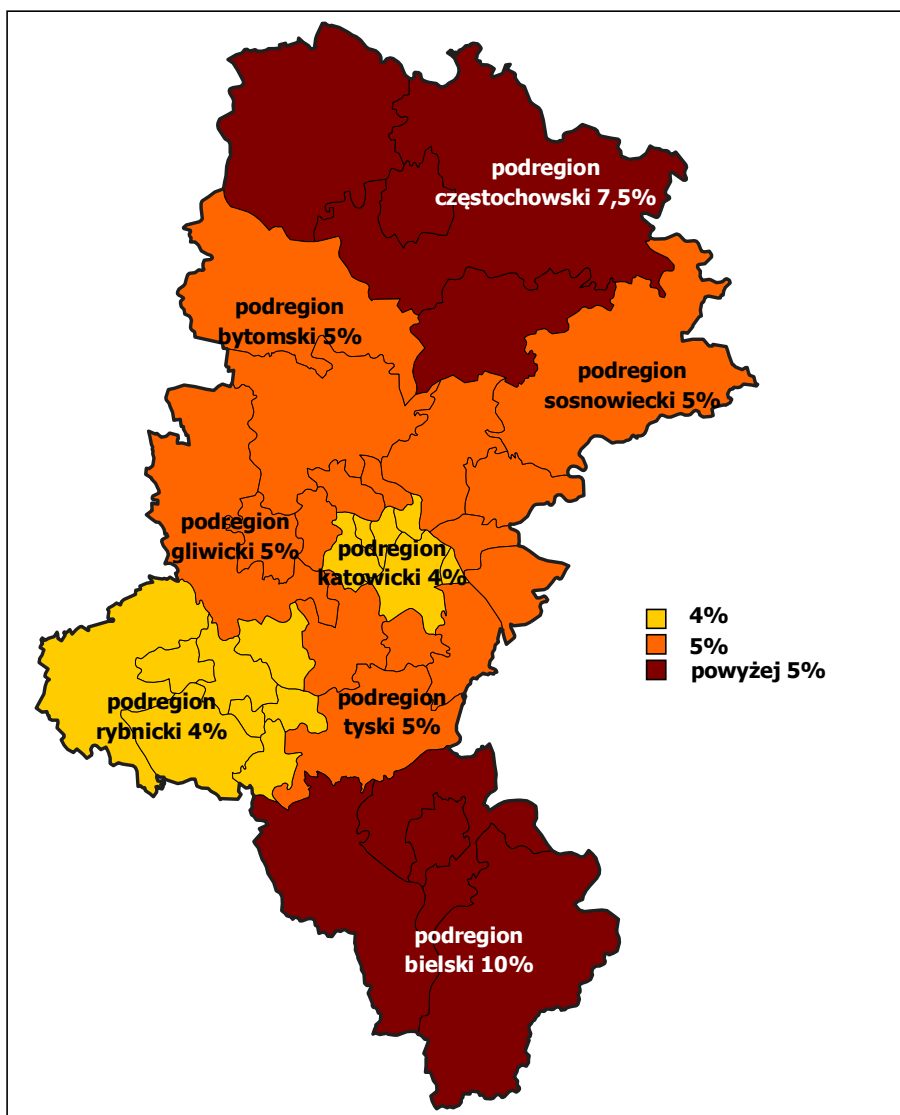 podregion
częstochowski 7,5%
podregion
bytomski 5%
podregion
sosnowiecki 5%
podregion
gliwicki 5%
podregion
katowicki 4%
4%
5%
powyżej 5%
podregion
rybnicki 4%
podregion
tyski 5%
podregion
bielski 10%